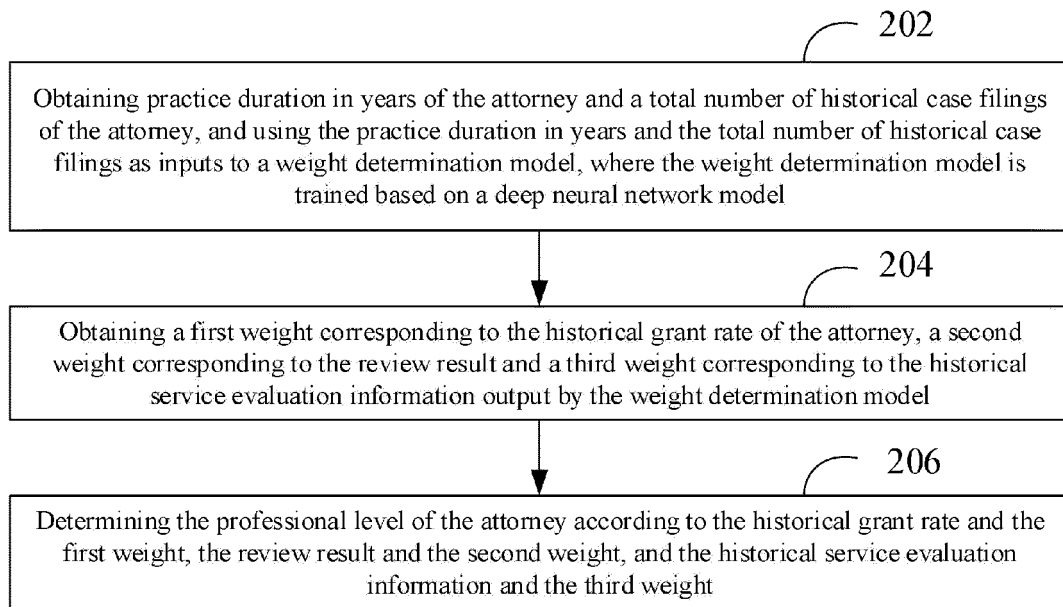 202
Obtaining practice duration in years of the attorney and a total number of historical case filings
of the attorney, and using the practice duration in years and the total number of historical case
filings as inputs to a weight determination model, where the weight determination model is
trained based on a deep neural network model
204
Obtaining a first weight corresponding to the historical grant rate of the attorney, a second
weight corresponding to the review result and a third weight corresponding to the historical
service evaluation information output by the weight determination model
206
Determining the professional level of the attorney according to the historical grant rate and the
first weight, the review result and the second weight, and the historical service evaluation
information and the third weight